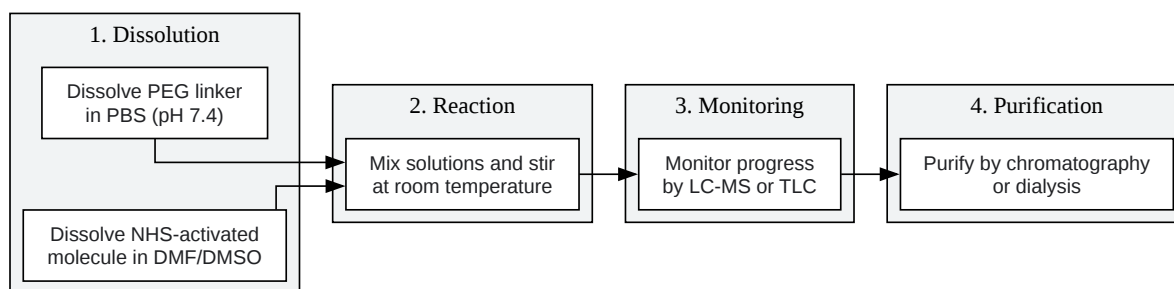 1. Dissolution
Dissolve PEG linker
in PBS (pH 7.4)
Dissolve NHS-activated
molecule in DMF/DMSO
2. Reaction
Mix solutions and stir
at room temperature
3. Monitoring
Monitor progress
by LC-MS or TLC
4. Purification
Purify by chromatography
or dialysis